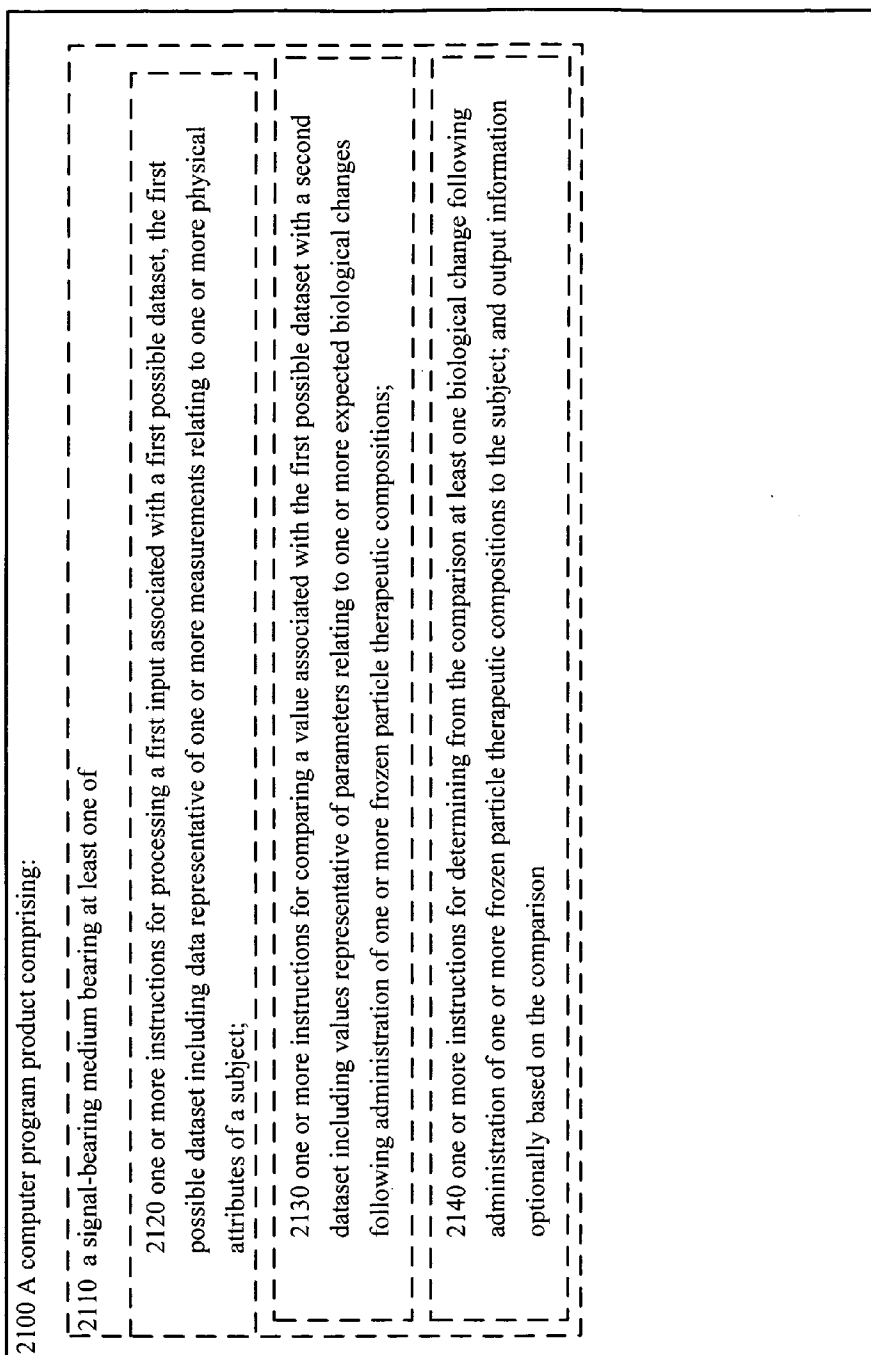 2100 A computer program product comprising:
2110 a signal-bearing medium bearing at least one of
2120 one or more instructions for processing a first input associated with a first possible dataset, the first
possible dataset including data representative of one or more measurements relating to one or more physical
attributes of a subject;
2130 one or more instructions for comparing a value associated with the first possible dataset with a second
dataset including values representative of parameters relating to one or more expected biological changes
following administration of one or more frozen particle therapeutic compositions;
2140 one or more instructions for determining from the comparison at least one biological change following
administration of one or more frozen particle therapeutic compositions to the subject; and output information
optionally based on the comparison